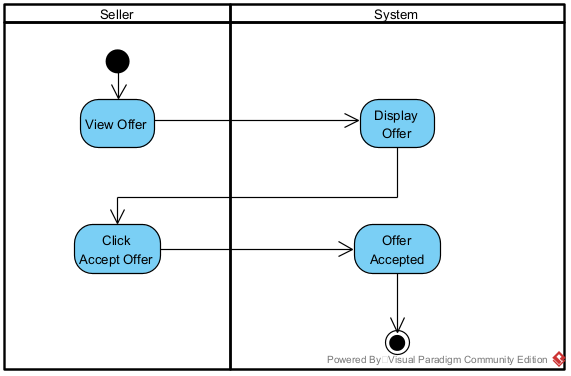 Seller
System
View Offer
Display
Offer
Click
Accept Offer
Offer
Accepted
Powered By Visual Paradigm Community Edition